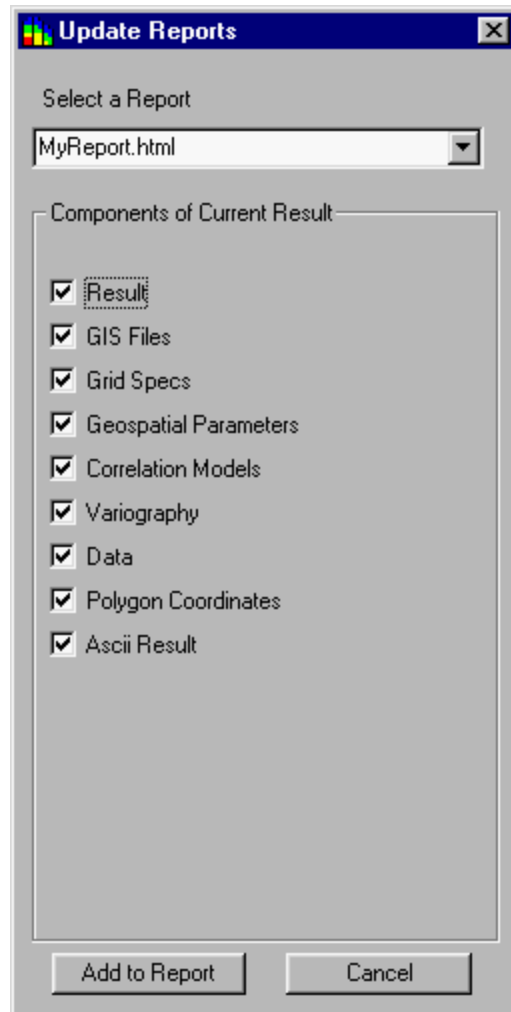 Update Reports
Select a Report
MyReport.html
Components of Current Result
Result
GIS Files
Grid Specs
Geospatial Parameters
Correlation Models
Variography
Data
Polygon Coordinates
Ascii Result
Add to Report
Cancel